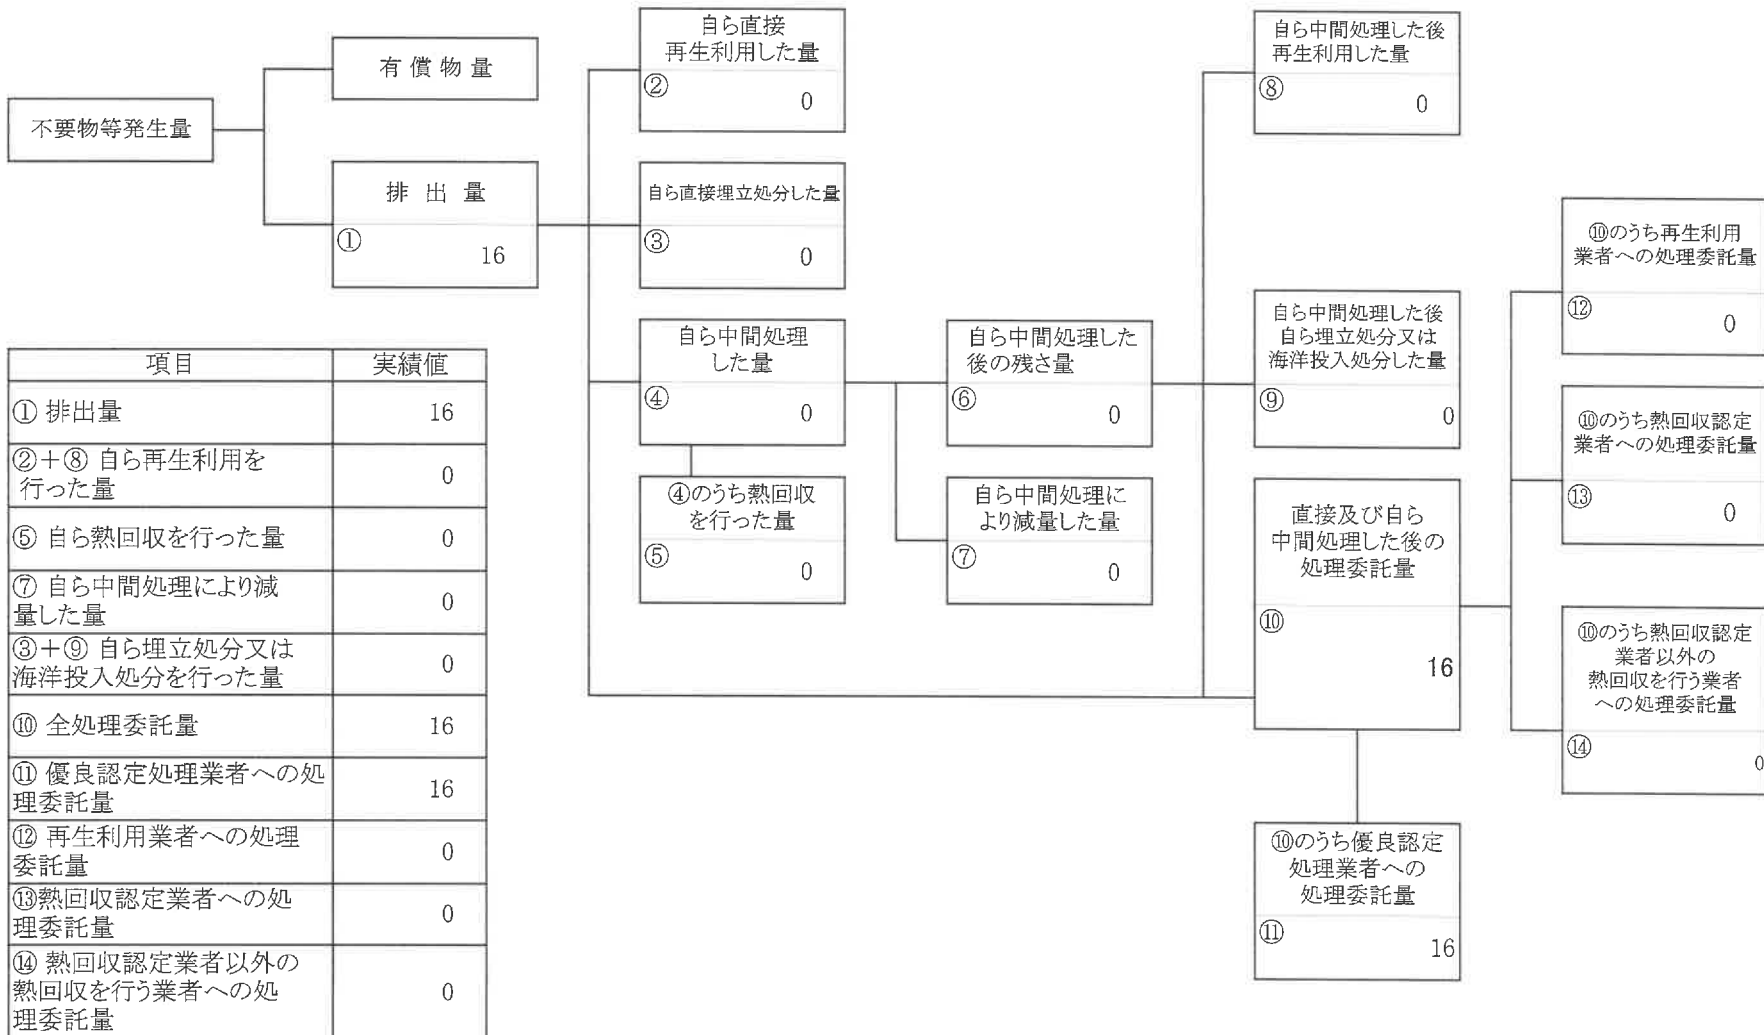 不要物等発生量
有償物量
排出量
①
16
自ら直接
再生利用した量
②
0
自ら直接埋立処分した量
③
0
自ら中間処理
した量
④
0
④のうち熱回収
を行った量
⑤
0
自ら中間処理した
後の残さ量
⑥
0
自ら中間処理に
より減量した量
⑦
0
自ら中間処理した後
再生利用した量
⑧
0
自ら中間処理した後
自ら埋立処分又は
海洋投入処分した量
⑨
0
直接及び自ら
中間処理した後の
処理委託量
⑩
16
⑩のうち優良認定
処理業者への
処理委託量
⑪
16
⑩のうち再生利用
業者への処理委託量
⑫
0
⑩のうち熱回収認定
業者への処理委託量
⑬
0
⑩のうち熱回収認定
業者以外の
熱回収を行う業者
への処理委託量
⑭
0
項目 実績値
① 排出量 16
②+⑧ 自ら再生利用を
行った量 0
⑤ 自ら熱回収を行った量 0
⑦ 自ら中間処理により減
量した量 0
③+⑨ 自ら埋立処分又は
海洋投入処分を行った量 0
⑩ 全処理委託量 16
⑪ 優良認定処理業者への処
理委託量 16
⑫ 再生利用業者への処理
委託量 0
⑬熱回収認定業者への処
理委託量 0
⑭ 熱回収認定業者以外の
熱回収を行う業者への処
理委託量 0